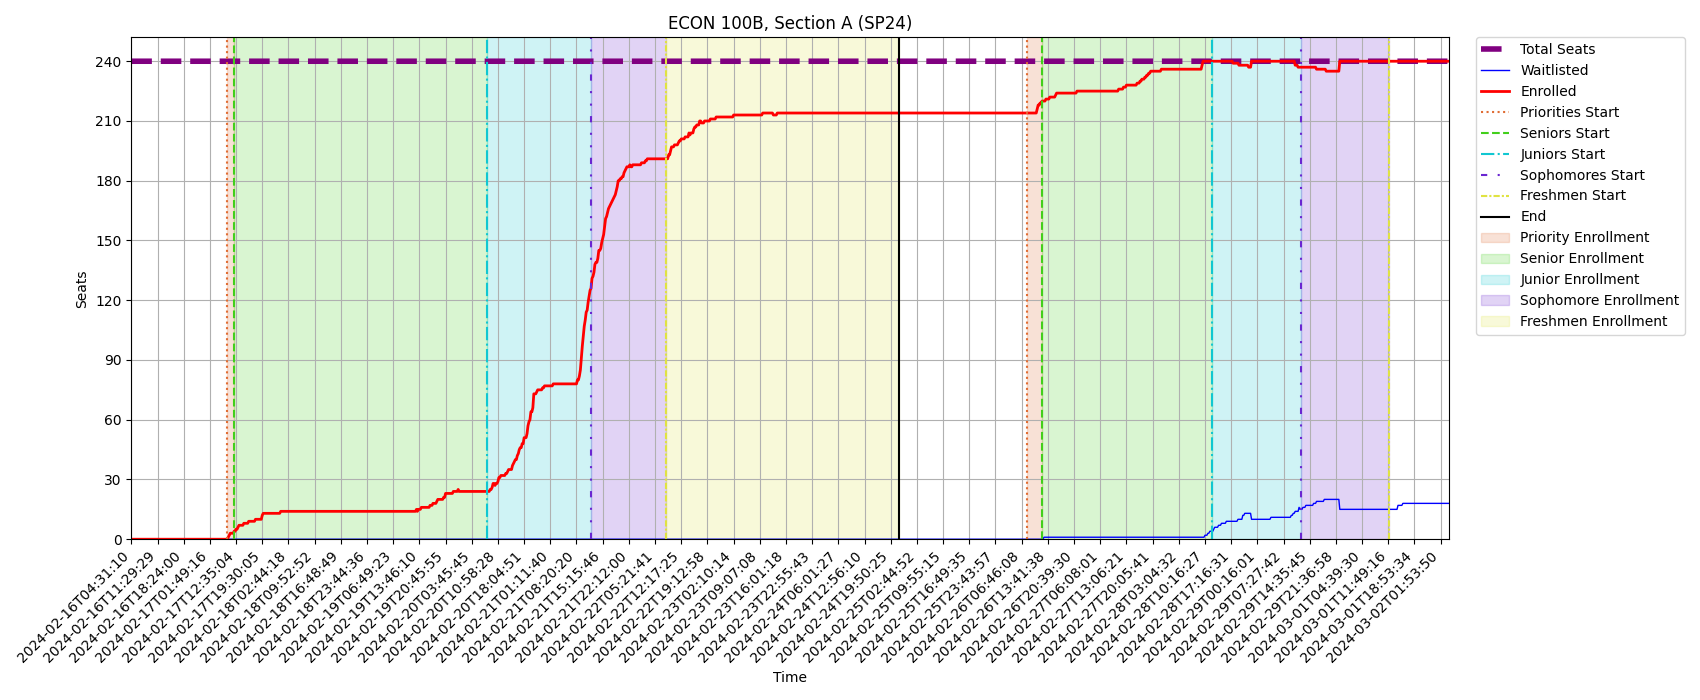 ECON 100B, Section A (SP24)
Total Seats
Waitlisted
Enrolled
Priorities Start
Seniors Start
Juniors Start
Sophomores Start
Freshmen Start
End
Priority Enrollment
Senior Enrollment
Junior Enrollment
Sophomore Enrollment
Freshmen Enrollment
Seats
240
210
180
150
120
90
60
30
0
2024-02-16T04:31:10
2024-02-16T11:29:29
2024-02-16T18:24:00
2024-02-17T01:49:16
2024-02-17T12:35:04
2024-02-17T19:30:05
2024-02-18T02:44:18
2024-02-18T09:52:52
2024-02-18T16:48:49
2024-02-18T23:44:36
2024-02-19T06:49:23
2024-02-19T13:46:10
2024-02-19T20:45:55
2024-02-20T03:45:45
2024-02-20T10:58:28
2024-02-20T18:04:51
2024-02-21T01:11:40
2024-02-21T08:20:20
2024-02-21T15:15:46
2024-02-21T22:12:00
2024-02-22T05:21:41
2024-02-22T12:17:25
2024-02-22T19:12:58
2024-02-23T02:10:14
2024-02-23T09:07:08
2024-02-23T16:01:18
2024-02-23T22:55:43
2024-02-24T06:01:27
2024-02-24T12:56:10
2024-02-24T19:50:25
2024-02-25T02:44:52
2024-02-25T09:55:15
2024-02-25T16:49:35
2024-02-25T23:43:57
2024-02-26T06:46:08
2024-02-26T13:41:38
2024-02-26T20:39:30
2024-02-27T06:08:01
2024-02-27T13:06:21
2024-02-27T20:05:41
2024-02-28T03:04:32
2024-02-28T10:16:27
2024-02-28T17:16:31
2024-02-29T00:16:01
2024-02-29T07:27:42
2024-02-29T14:35:45
2024-02-29T21:36:58
2024-03-01T04:39:30
2024-03-01T11:49:16
2024-03-01T18:53:34
2024-03-02T01:53:50
Time